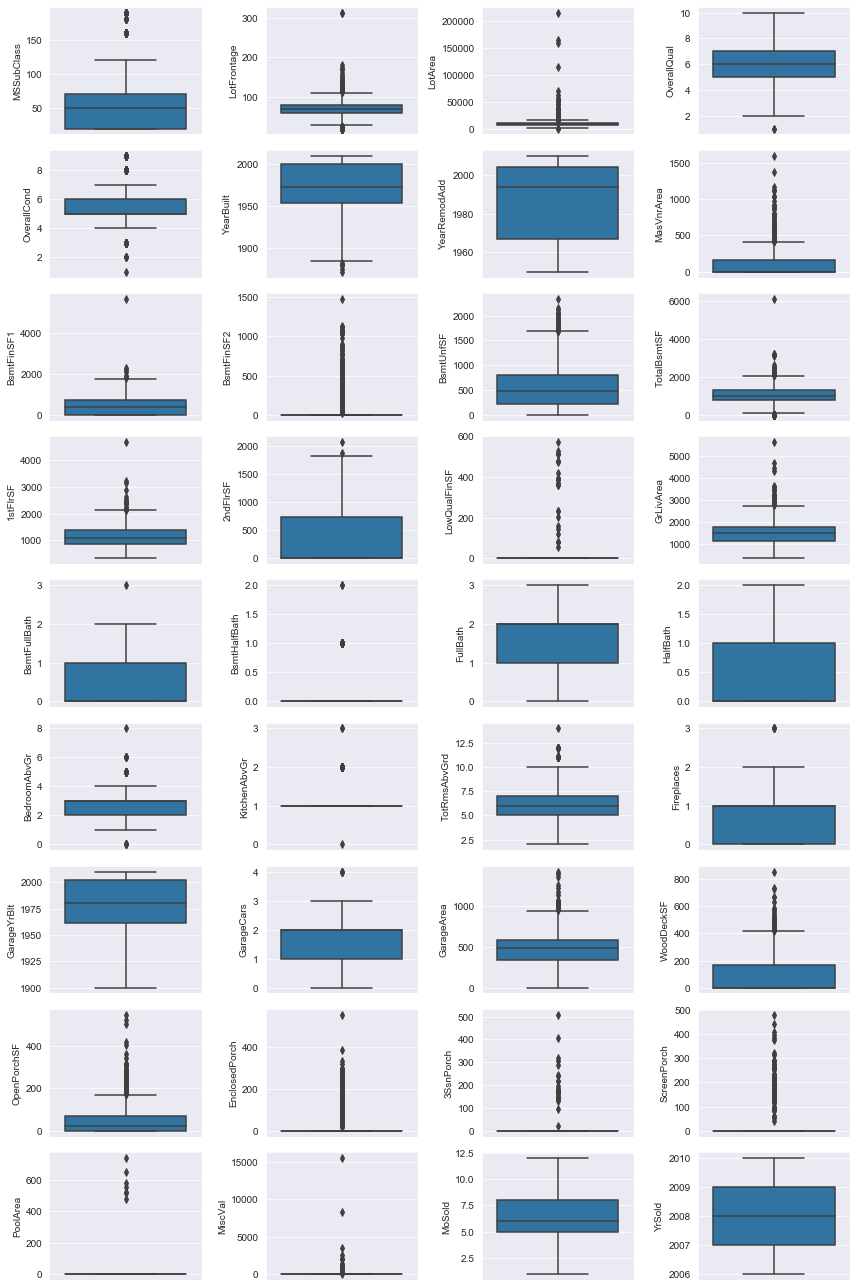 MSSubClass 50 100 150
LotFrontage 100 200 300
LotArea 0 50000 100000 150000 200000
OverallQual 2 4 6 8 10
OverallCond 2 4 6 8
YearBuilt 1900 1950 2000
YearRemodAdd 1960 1980 2000
MasVnrArea 0 500 1000 1500
BsmtFinSF1 0 2000 4000
BsmtFinSF2 0 500 1000 1500
BsmtUnfSF 0 500 1000 1500 2000
TotalBsmtSF 0 2000 4000 6000
1stFlrSF 1000 2000 3000 4000
2ndFlrSF 0 500 1000 1500 2000
LowQualFinSF 0 200 400 600
GrLivArea 1000 2000 3000 4000 5000
BsmtFullBath 0 1 2 3
BsmtHalfBath 0.0 0.5 1.0 1.5 2.0
FullBath 0 1 2 3
HalfBath 0.0 0.5 1.0 1.5 2.0
BedroomAbvGr 0 2 4 6 8
KitchenAbvGr 0 1 2 3
TotRmsAbvGrd 2.5 5.0 7.5 10.0 12.5
Fireplaces 0 1 2 3
GarageYrBlt 1900 1925 1950 1975 2000
GarageCars 0 1 2 3 4
GarageArea 0 500 1000
WoodDeckSF 0 200 400 600 800
OpenPorchSF 0 200 400
EnclosedPorch 0 200 400
3SsnPorch 0 100 200 300 400 500
ScreenPorch 0 100 200 300 400 500
PoolArea 0 200 400 600
MiscVal 0 5000 10000 15000
MoSold 2.5 5.0 7.5 10.0 12.5
YrSold 2006 2007 2008 2009 2010